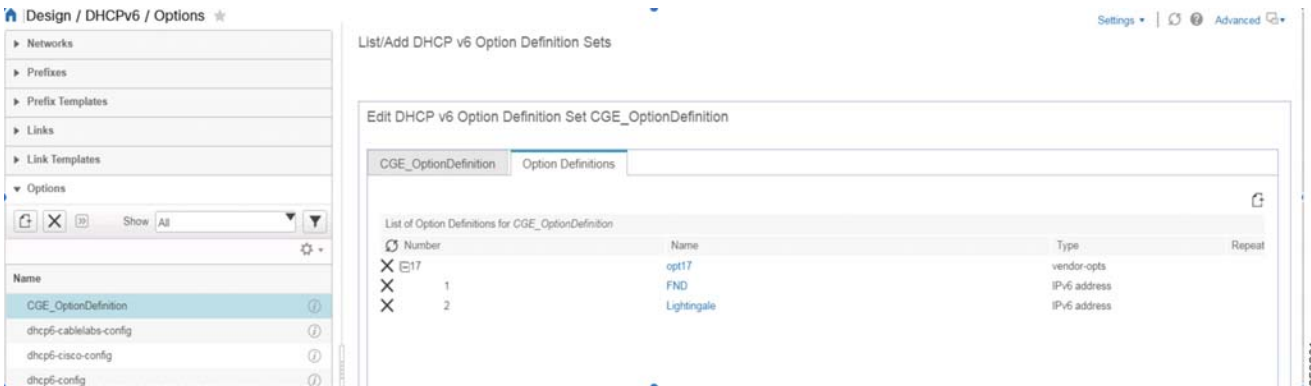 Design / DHCPv6 / Options
Settings
Advanced
Networks
Prefixes
Prefix Templates
Links
Link Templates
Options
Show All
Name
CGE_OptionDefinition
dhcp6-cablelabs-config
dhcp6-cisco-config
dhcp6-config
List/Add DHCP v6 Option Definition Sets
Edit DHCP v6 Option Definition Set CGE_OptionDefinition
CGE_OptionDefinition Option Definitions
List of Option Definitions for CGE_OptionDefinition
Number Name Type Repeat
17 opt17 vendor-opts
1 FND IPv6 address
2 Lightingale IPv6 address